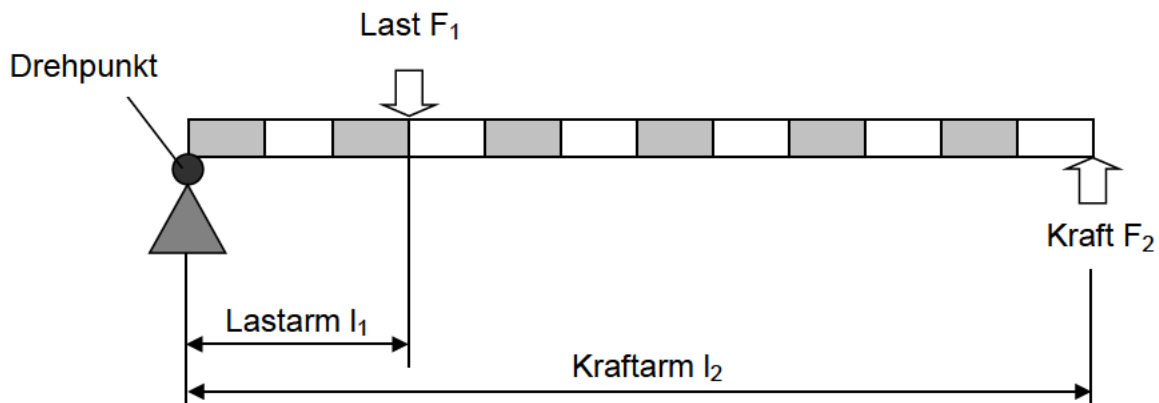 Last F₁
Drehpunkt
Kraft F₂
Lastarm l₁
Kraftarm l₂